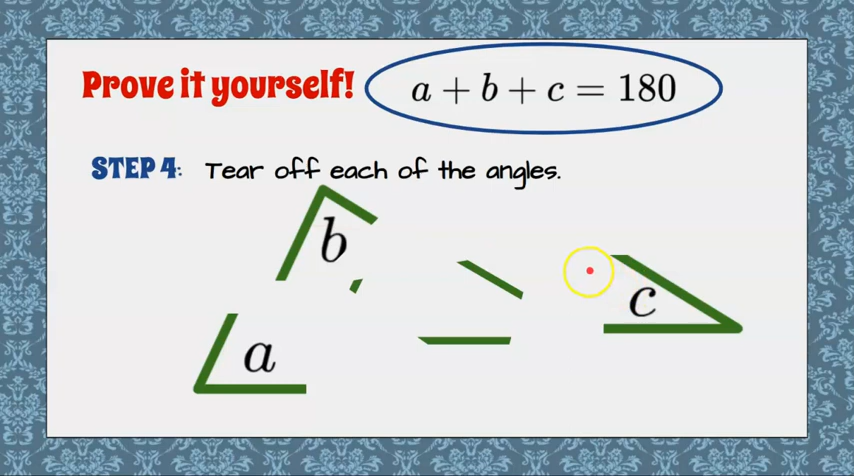 Prove it yourself! a + b + c = 180
STEP 4: Tear off each of the angles.
b
c
a